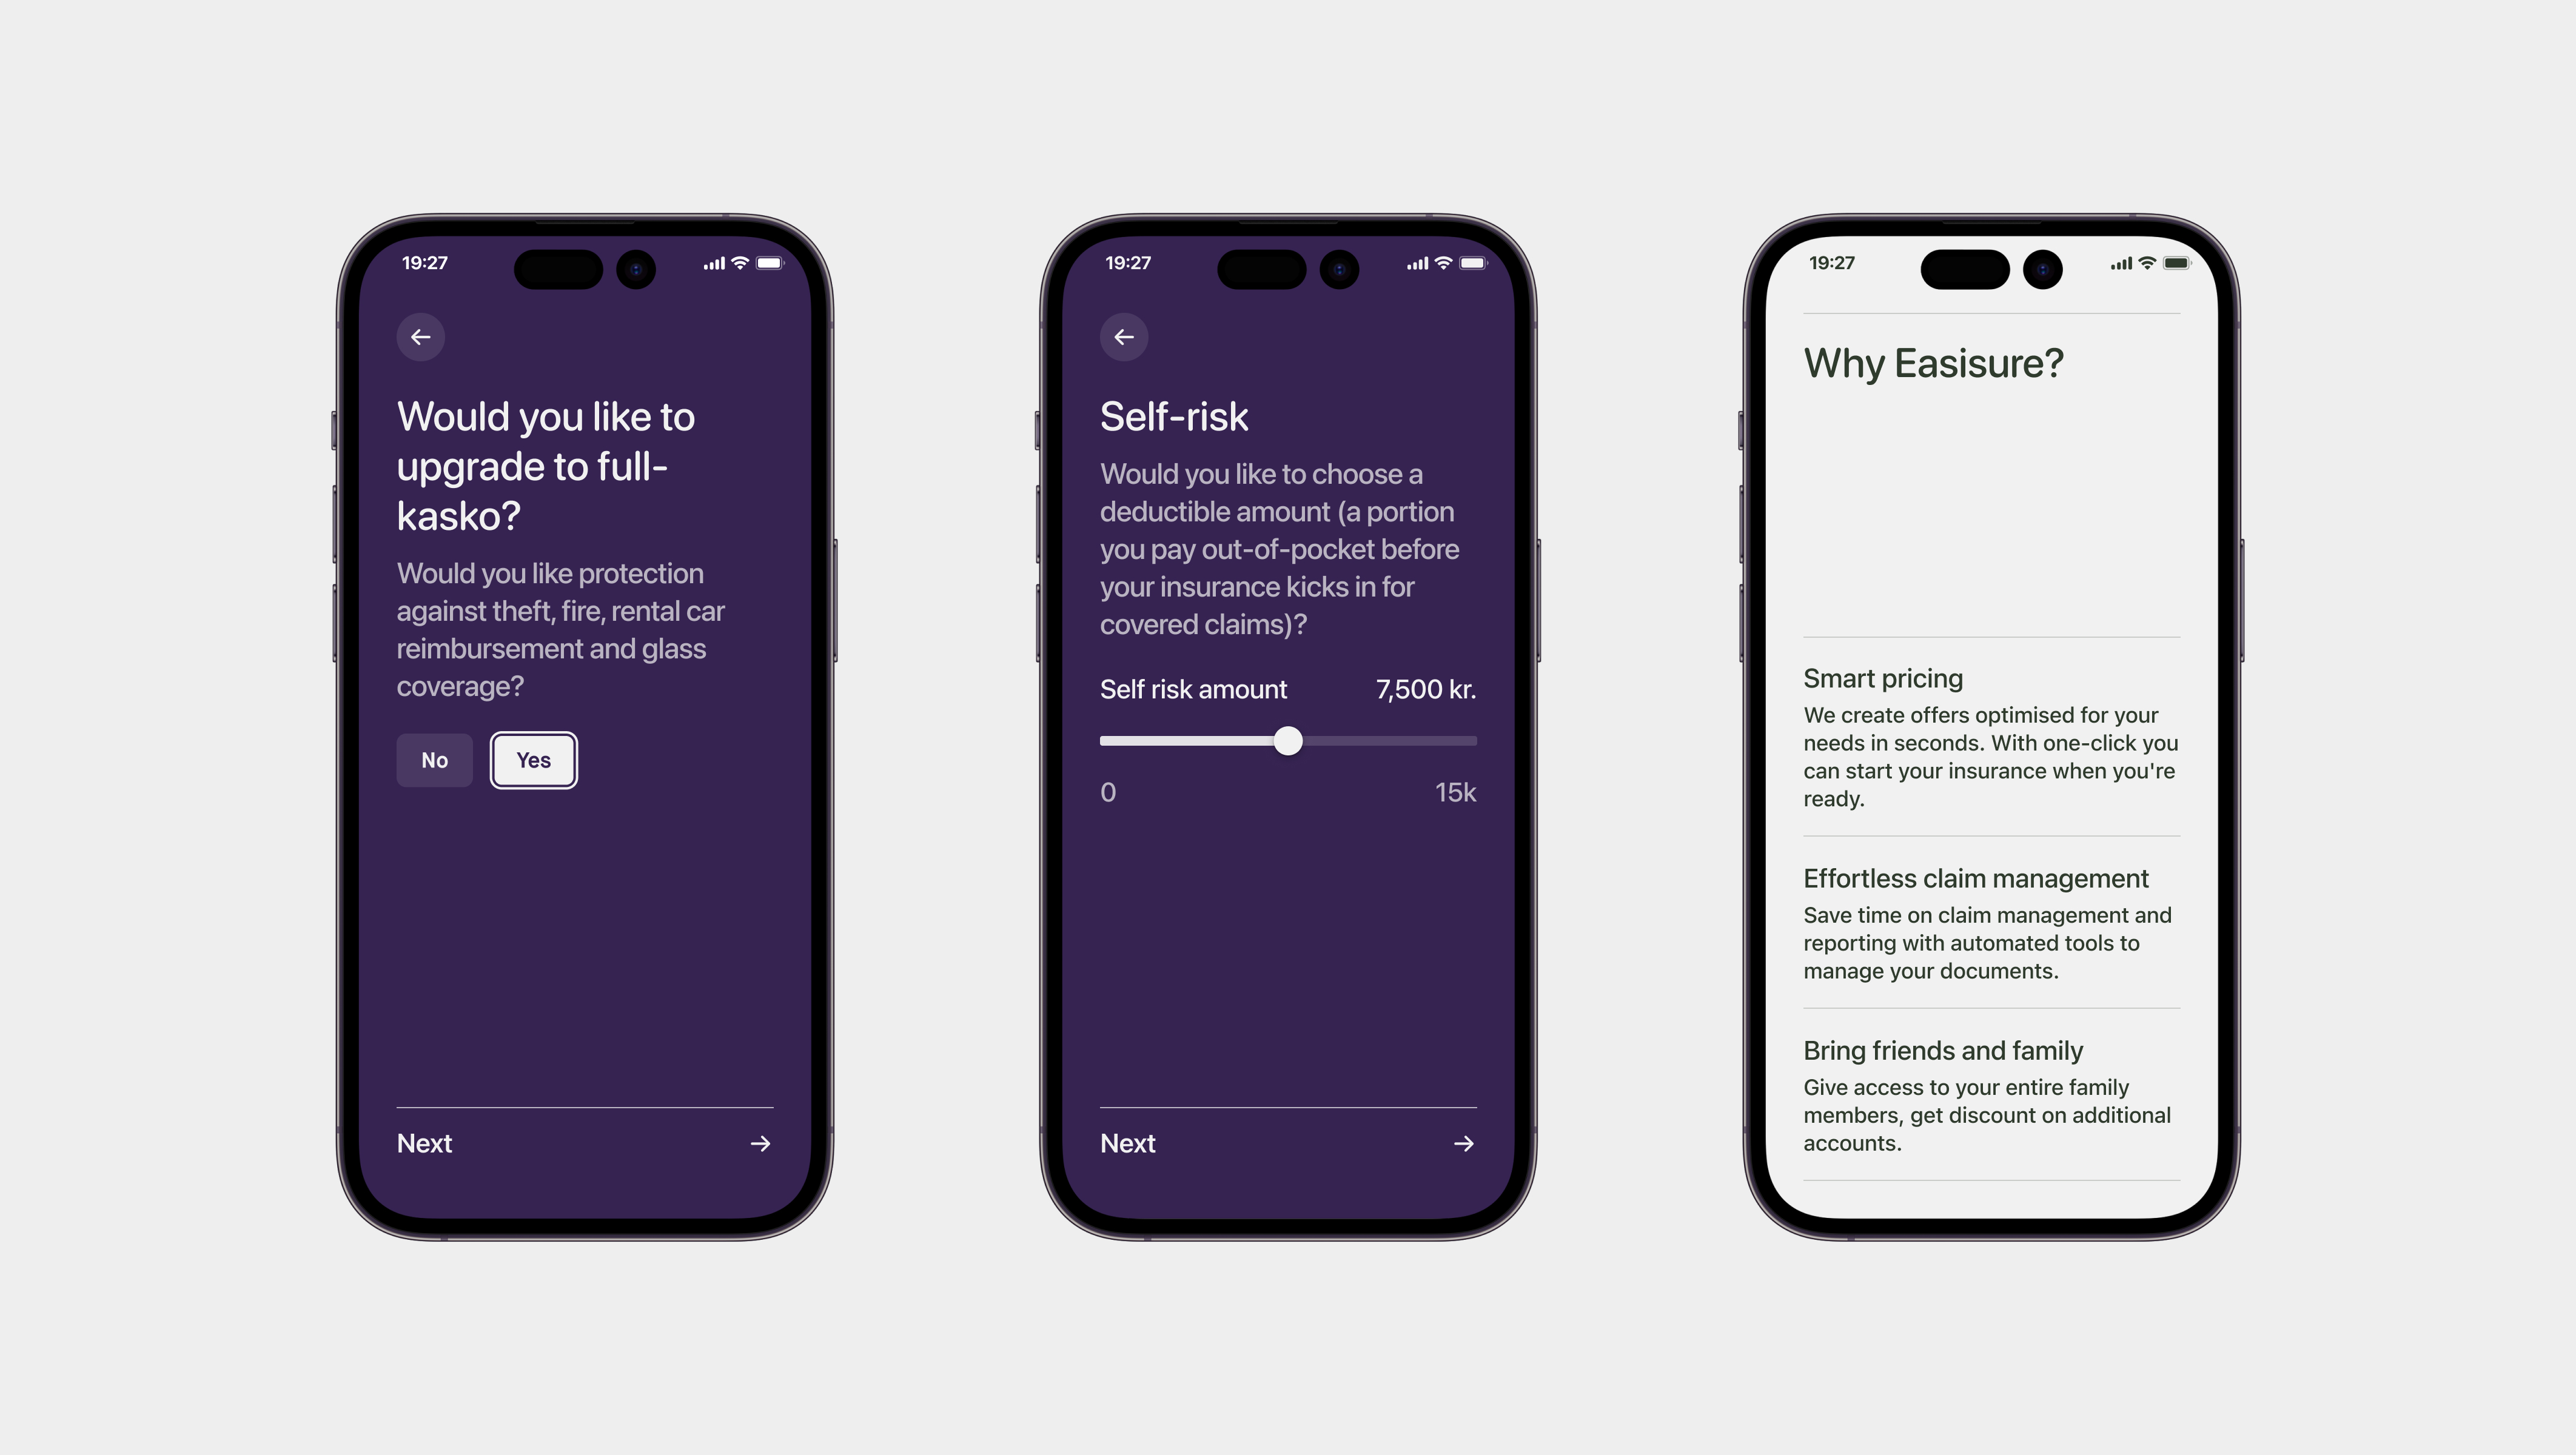 19:27
Would you like to
upgrade to full-
kasko?
Would you like protection
against theft, fire, rental car
reimbursement and glass
coverage?
No
Yes
Next
19:27
Self-risk
Would you like to choose a
deductible amount (a portion
you pay out-of-pocket before
your insurance kicks in for
covered claims)?
Self risk amount 7,500 kr.
0 15k
Next
19:27
Why Easisure?
Smart pricing
We create offers optimised for your
needs in seconds. With one-click you
can start your insurance when you're
ready.
Effortless claim management
Save time on claim management and
reporting with automated tools to
manage your documents.
Bring friends and family
Give access to your entire family
members, get discount on additional
accounts.